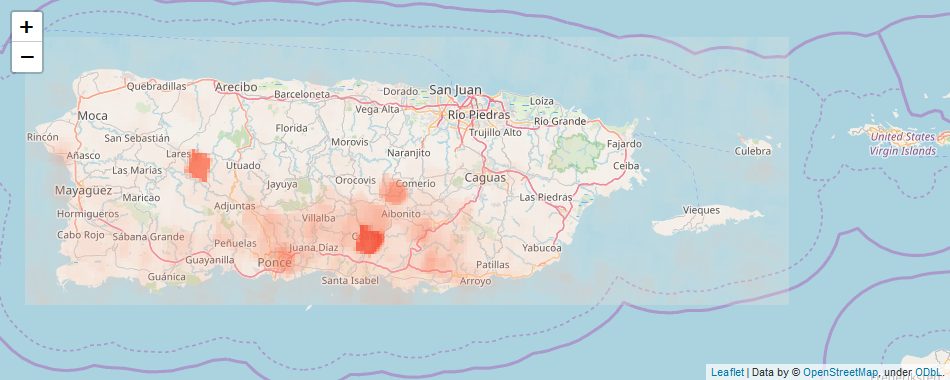 +
−
Quebradillas
Arecibo
Barceloneta
Dorado
San Juan
Loíza
Moca
Vega Alta
Río Piedras
Río Grande
Florida
Trujillo Alto
Rincón
San Sebastián
Morovis
Fajardo
United States
Virgin Islands
Añasco
Lares
Naranjito
Culebra
Las Marías
Utuado
Ceiba
Mayagüez
Jayuya
Orocovis
Comerío
Caguas
Maricao
Las Piedras
Hormigueros
Adjuntas
Villalba
Aibonito
Vieques
Cabo Rojo
Sábana Grande
Peñuelas
Juana Díaz
C
Yabucoa
Guayanilla
Ponce
Patillas
Guánica
Santa Isabel
Arroyo
Leaflet | Data by © OpenStreetMap, under ODbL.